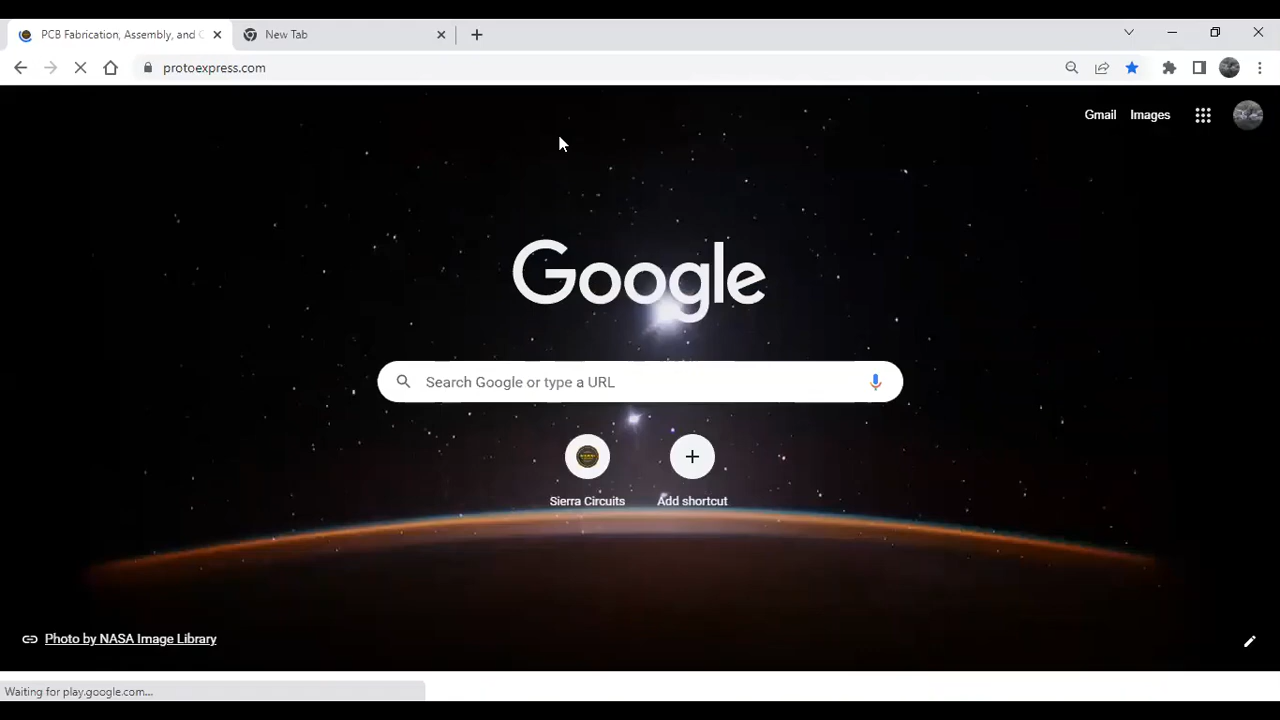 PCB Fabrication, Assembly, and
New Tab
protoexpress.com
Gmail
Images
Google
Search Google or type a URL
Sierra Circuits
Add shortcut
Photo by NASA Image Library
Waiting for play.google.com...